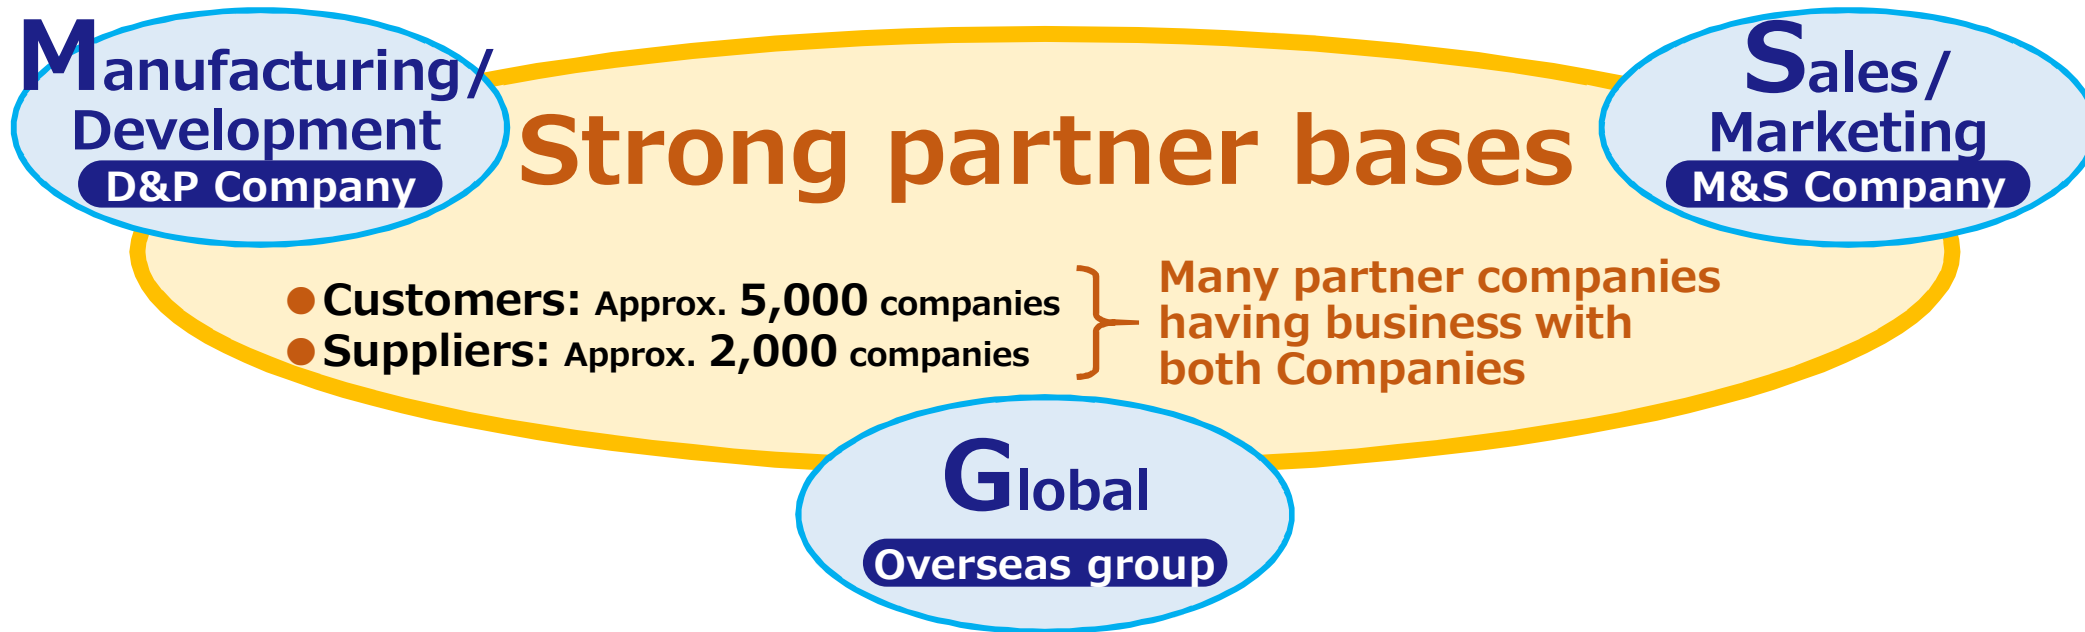 Manufacturing/
Development
D&P Company
Strong partner bases
Sales/
Marketing
M&S Company
●Customers: Approx. 5,000 companies
●Suppliers: Approx. 2,000 companies
Many partner companies
having business with
both Companies
Global
Overseas group